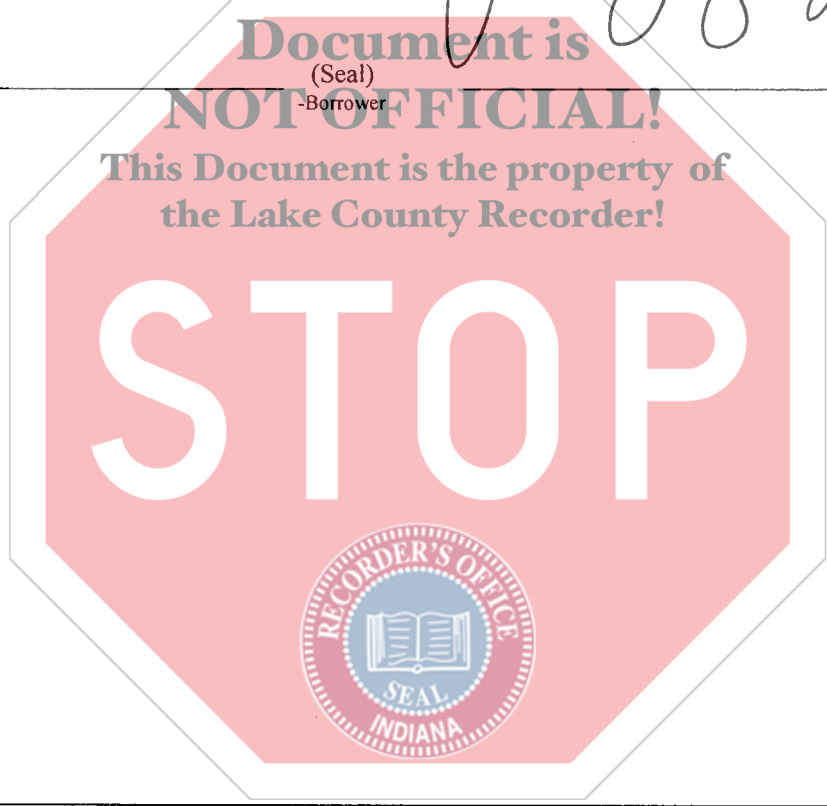 Document is
(Seal)
-Borrower
NOT OFFICIAL!
This Document is the property of
the Lake County Recorder!
STOP
RECORDER'S OFFICE
SEAL
INDIANA